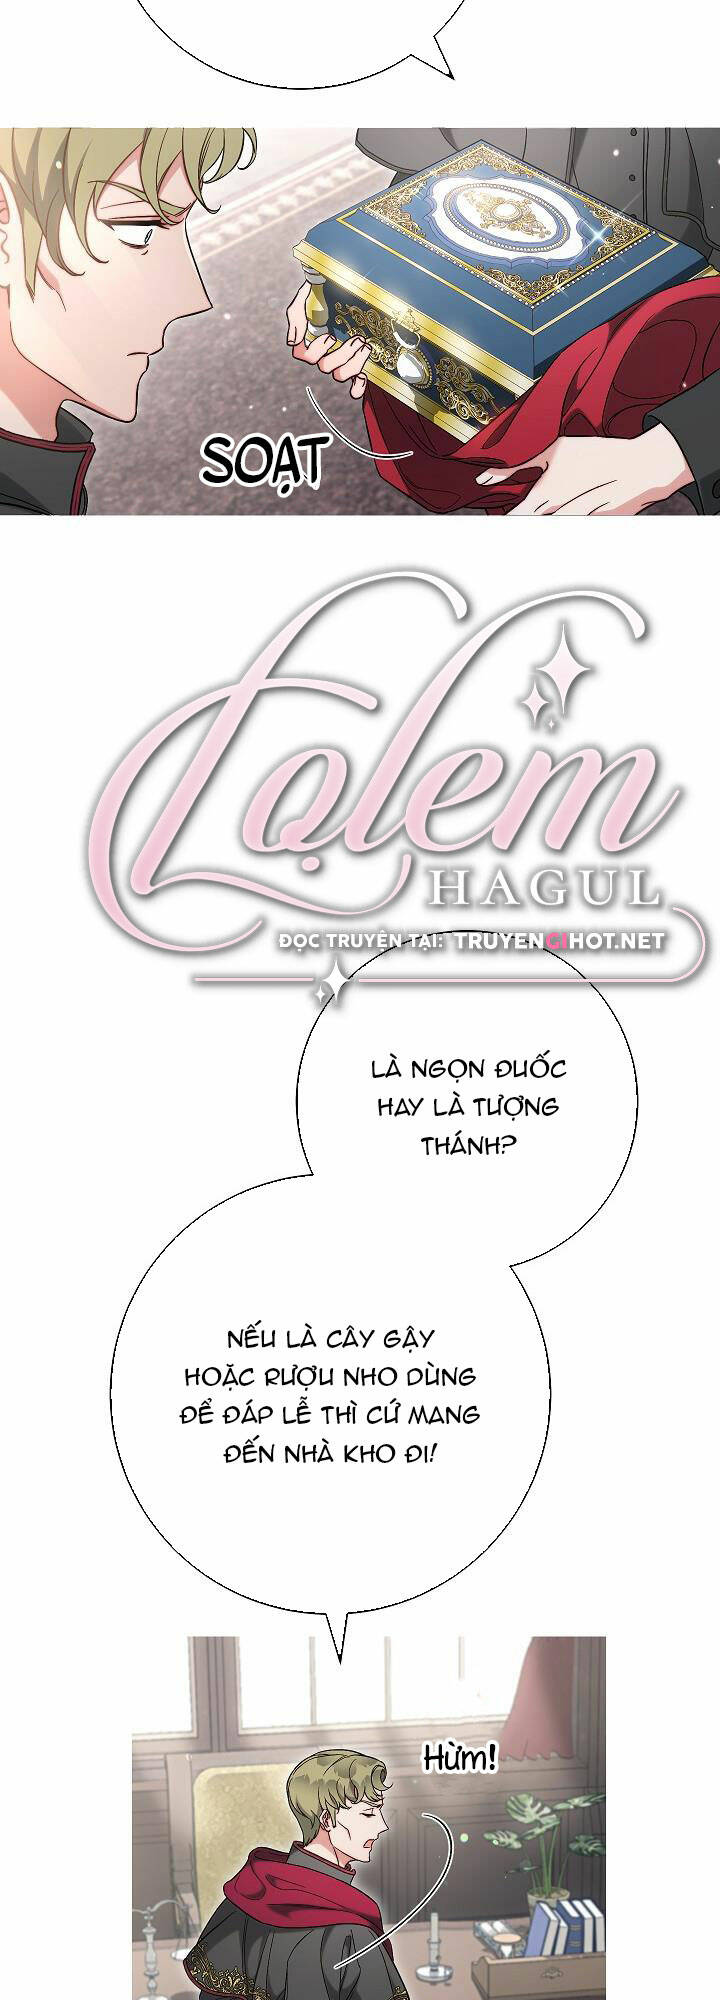 SOẠT
Lọlem
HAGUL
ĐỌC TRUYỆN TẠI: TRUYENGIHOT.NET
LÀ NGỌN ĐUỐC
HAY LÀ TƯỢNG
THÁNH?
NẾU LÀ CÂY GẬY
HOẶC RƯỢU NHO DÙNG
ĐỂ ĐÁP LỄ THÌ CỨ MANG
ĐẾN NHÀ KHO ĐI!
Hừm!